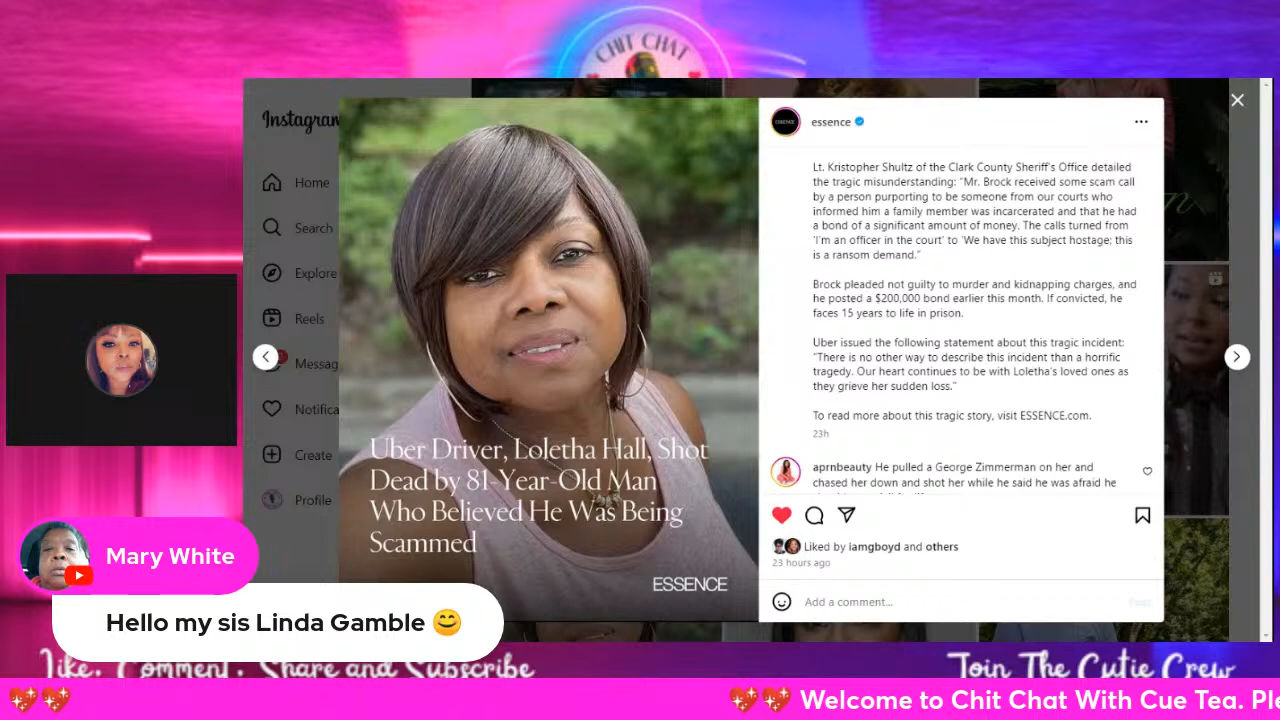 CHIT CHAT
Instagram
Home
Search
Explore
Reels
Messag
Notifica
Create
Profile
Uber Driver, Loletha Hall, Shot
Dead by 81-Year-Old Man
Who Believed He Was Being
Scammed
ESSENCE
essence
Lt. Kristopher Shultz of the Clark County Sheriff's Office detailed
the tragic misunderstanding: "Mr. Brock received some scam call
by a person purporting to be someone from our courts who
informed him a family member was incarcerated and that he had
a bond of a significant amount of money. The calls turned from
'I'm an officer in the court' to 'We have this subject hostage; this
is a ransom demand."
Brock pleaded not guilty to murder and kidnapping charges, and
he posted a $200,000 bond earlier this month. If convicted, he
faces 15 years to life in prison.
Uber issued the following statement about this tragic incident:
"There is no other way to describe this incident than a horrific
tragedy. Our heart continues to be with Loletha's loved ones as
they grieve her sudden loss."
To read more about this tragic story, visit ESSENCE.com.
23h
aprnbeauty He pulled a George Zimmerman on her and
chased her down and shot her while he said he was afraid he
Liked by iamgboyd and others
23 hours ago
Add a comment...
Post
Mary White
Hello my sis Linda Gamble 😊
Like, Comment, Share and Subscribe
Join The Cutie Crew
💖💖 💖💖 Welcome to Chit Chat With Cue Tea. Ple